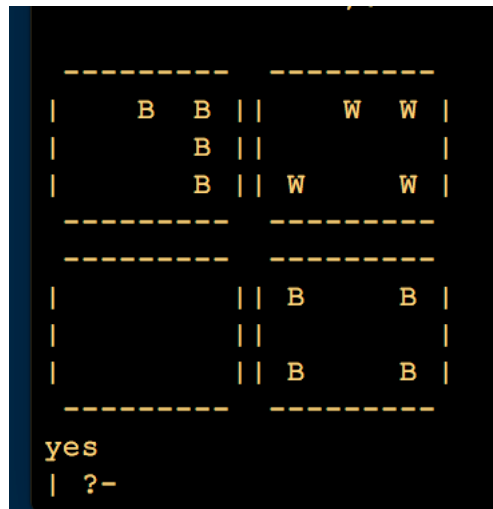 ---------  ---------
|    B  B ||    W  W |
|       B ||         |
|       B || W     W |
 ---------  ---------
 ---------  ---------
|         || B     B |
|         ||         |
|         || B     B |
 ---------  ---------
yes
| ?-